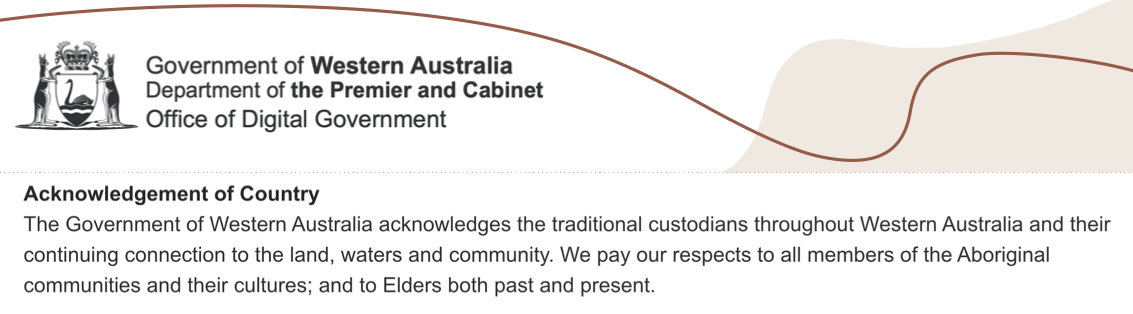 Government of Western Australia
Department of the Premier and Cabinet
Office of Digital Government
Acknowledgement of Country
The Government of Western Australia acknowledges the traditional custodians throughout Western Australia and their
continuing connection to the land, waters and community. We pay our respects to all members of the Aboriginal
communities and their cultures; and to Elders both past and present.